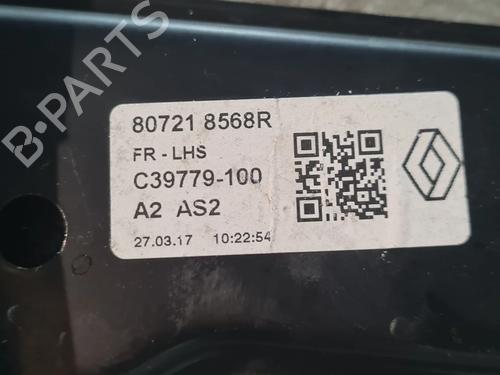 80721 8568R
FR - LHS
C39779-100
A2 AS2
27.03.17 10:22:54
B-PARTS